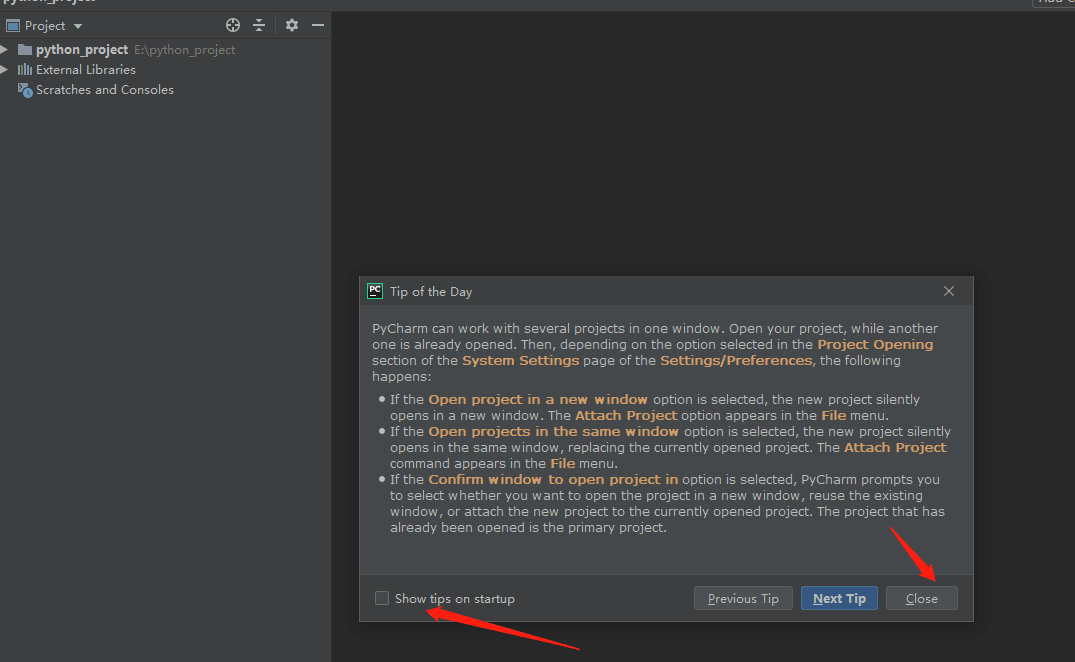 Project
python_project E:\python_project
External Libraries
Scratches and Consoles
PC
Tip of the Day
PyCharm can work with several projects in one window. Open your project, while another
one is already opened. Then, depending on the option selected in the Project Opening
section of the System Settings page of the Settings/Preferences, the following
happens:
If the Open project in a new window option is selected, the new project silently
opens in a new window. The Attach Project option appears in the File menu.
If the Open projects in the same window option is selected, the new project silently
opens in the same window, replacing the currently opened project. The Attach Project
command appears in the File menu.
If the Confirm window to open project in option is selected, PyCharm prompts you
to select whether you want to open the project in a new window, reuse the existing
window, or attach the new project to the currently opened project. The project that has
already been opened is the primary project.
Show tips on startup
Previous Tip
Next Tip
Close